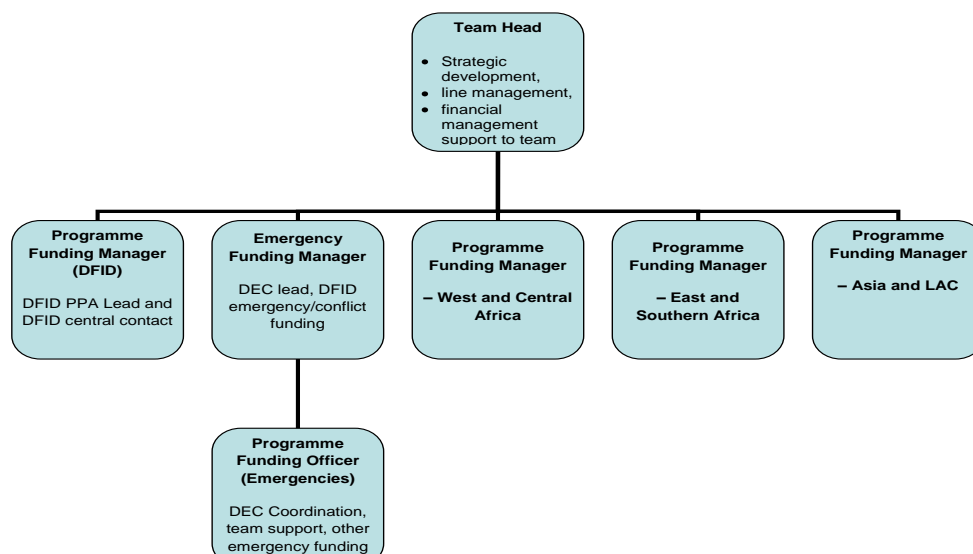 Team Head
• Strategic
development,
• line management,
• financial
management
support to team
Programme
Funding Manager
(DFID)
DFID PPA Lead and
DFID central contact
Emergency
Funding Manager
DEC lead, DFID
emergency/conflict
funding
Programme
Funding Manager
– West and Central
Africa
Programme
Funding Manager
– East and
Southern Africa
Programme
Funding Manager
– Asia and LAC
Programme
Funding Officer
(Emergencies)
DEC Coordination,
team support, other
emergency funding